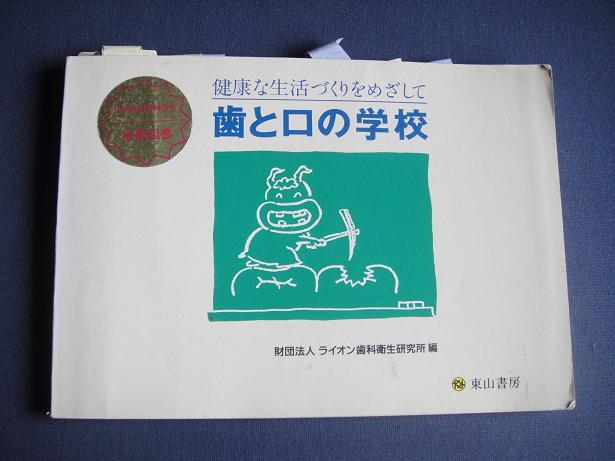 健康な生活づくりをめざして
歯と口の学校
推薦図書
財団法人 ライオン歯科衛生研究所 編
東山書房